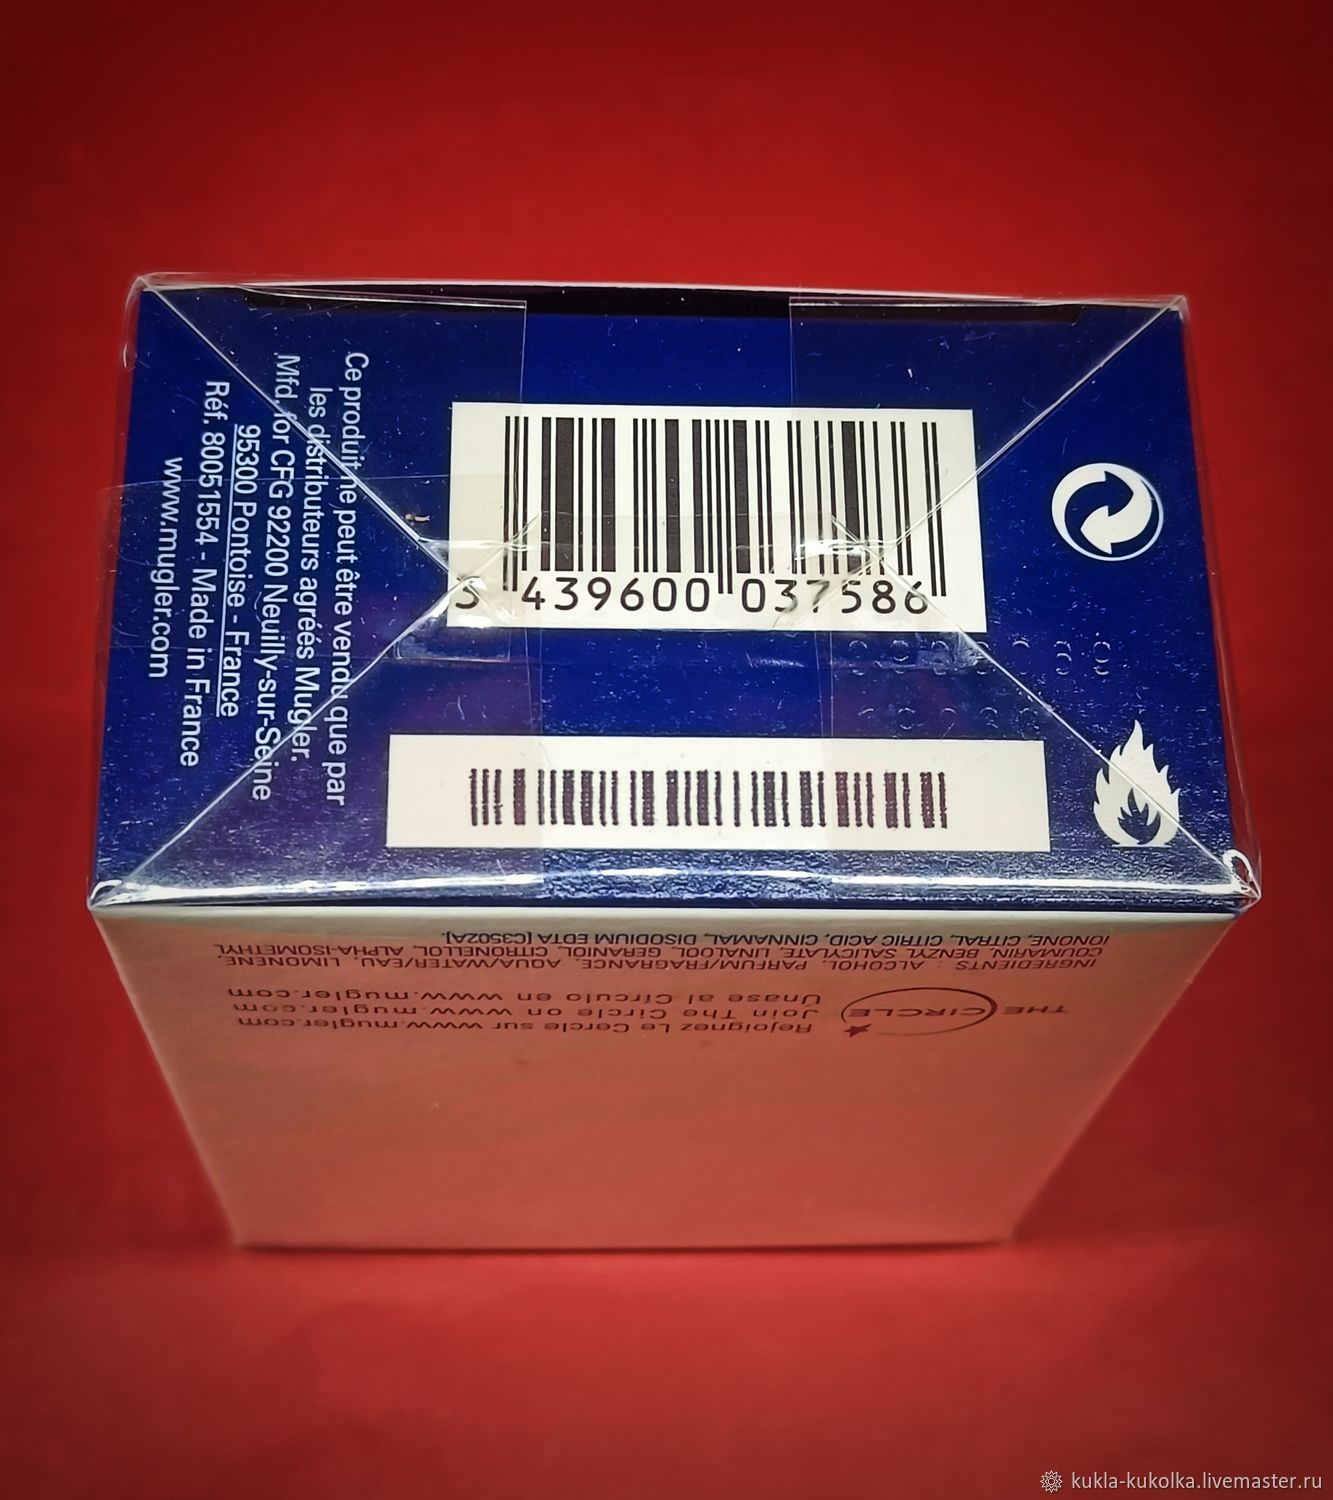 Ce produit ne peut être vendu que par
les distributeurs agréés Mugler.
Mfd. for CFG 92200 Neuilly-sur-Seine
95300 Pontoise - France
Réf. 80051554 - Made in France
www.mugler.com
3 439600 037586
Rejoignez Le Cercle sur www.mugler.com
Join The Circle on www.mugler.com
Únase al Círculo en www.mugler.com
THE CIRCLE
INGREDIENTS : ALCOHOL, PARFUM/FRAGRANCE, AQUA/WATER/EAU, LIMONENE,
COUMARIN, BENZYL SALICYLATE, LINALOOL, GERANIOL, CITRONELLOL, ALPHA-ISOMETHYL
IONONE, CITRAL, CITRIC ACID, CINNAMAL, DISODIUM EDTA [C3502A].
kukla-kukolka.livemaster.ru